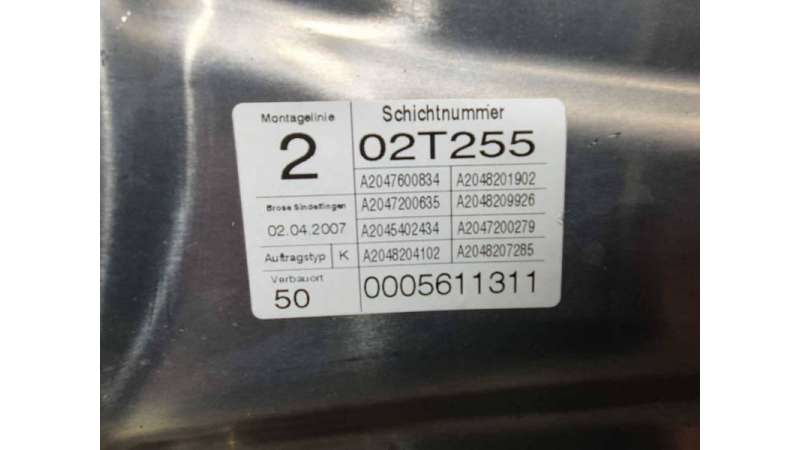 Montagelinie
2
Schichtnummer
02T255
A2047600834 A2048201902
Brose Sindelfingen
A2047200635 A2048209926
02.04.2007
A2045402434 A2047200279
Auftragstyp K
A2048204102 A2048207285
Verbauort
50
0005611311